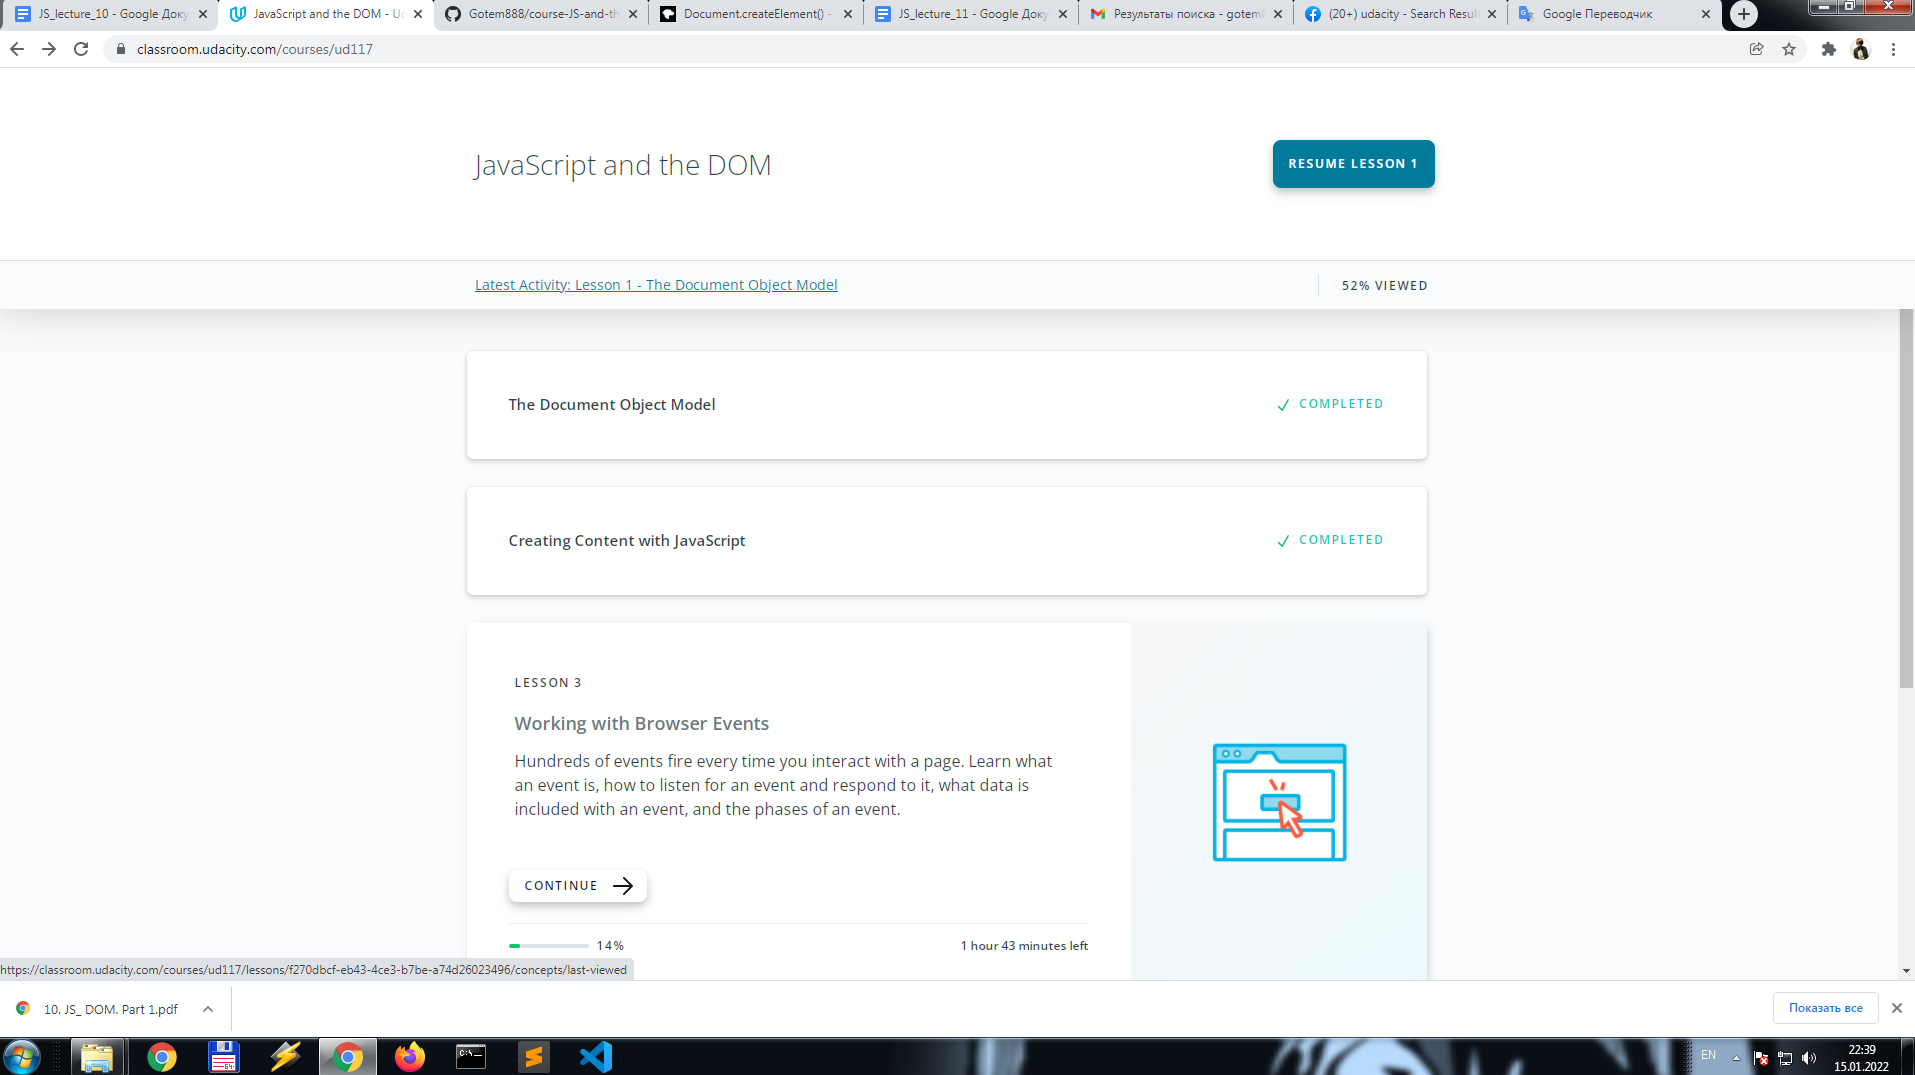 JS_lecture_10 - Google Доку
JavaScript and the DOM - Uc
Gotem888/course-JS-and-th
Document.createElement() -
JS_lecture_11 - Google Доку
Результаты поиска - gotem8
(20+) udacity - Search Result
Google Переводчик
classroom.udacity.com/courses/ud117
JavaScript and the DOM
RESUME LESSON 1
Latest Activity: Lesson 1 - The Document Object Model
52% VIEWED
The Document Object Model
COMPLETED
Creating Content with JavaScript
COMPLETED
LESSON 3
Working with Browser Events
Hundreds of events fire every time you interact with a page. Learn what
an event is, how to listen for an event and respond to it, what data is
included with an event, and the phases of an event.
CONTINUE
14%
1 hour 43 minutes left
https://classroom.udacity.com/courses/ud117/lessons/f270dbcf-eb43-4ce3-b7be-a74d26023496/concepts/last-viewed
10. JS_ DOM. Part 1.pdf
Показать все
64
C:\_
EN
22:39
15.01.2022